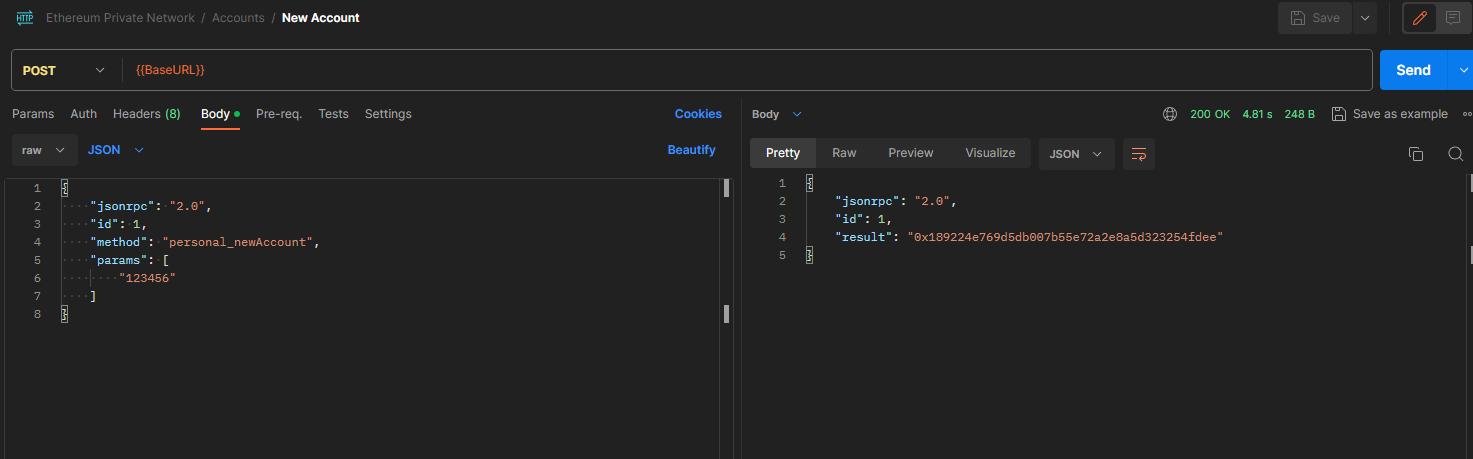 HTTP Ethereum Private Network / Accounts / New Account
Save
POST
{{BaseURL}}
Send
Params Auth Headers (8) Body Pre-req. Tests Settings Cookies
raw JSON Beautify
1 {
2 "jsonrpc": "2.0",
3 "id": 1,
4 "method": "personal_newAccount",
5 "params": [
6 "123456"
7 ]
8 }
Body 200 OK 4.81 s 248 B Save as example
Pretty Raw Preview Visualize JSON
1 {
2 "jsonrpc": "2.0",
3 "id": 1,
4 "result": "0x189224e769d5db007b55e72a2e8a5d323254fdee"
5 }